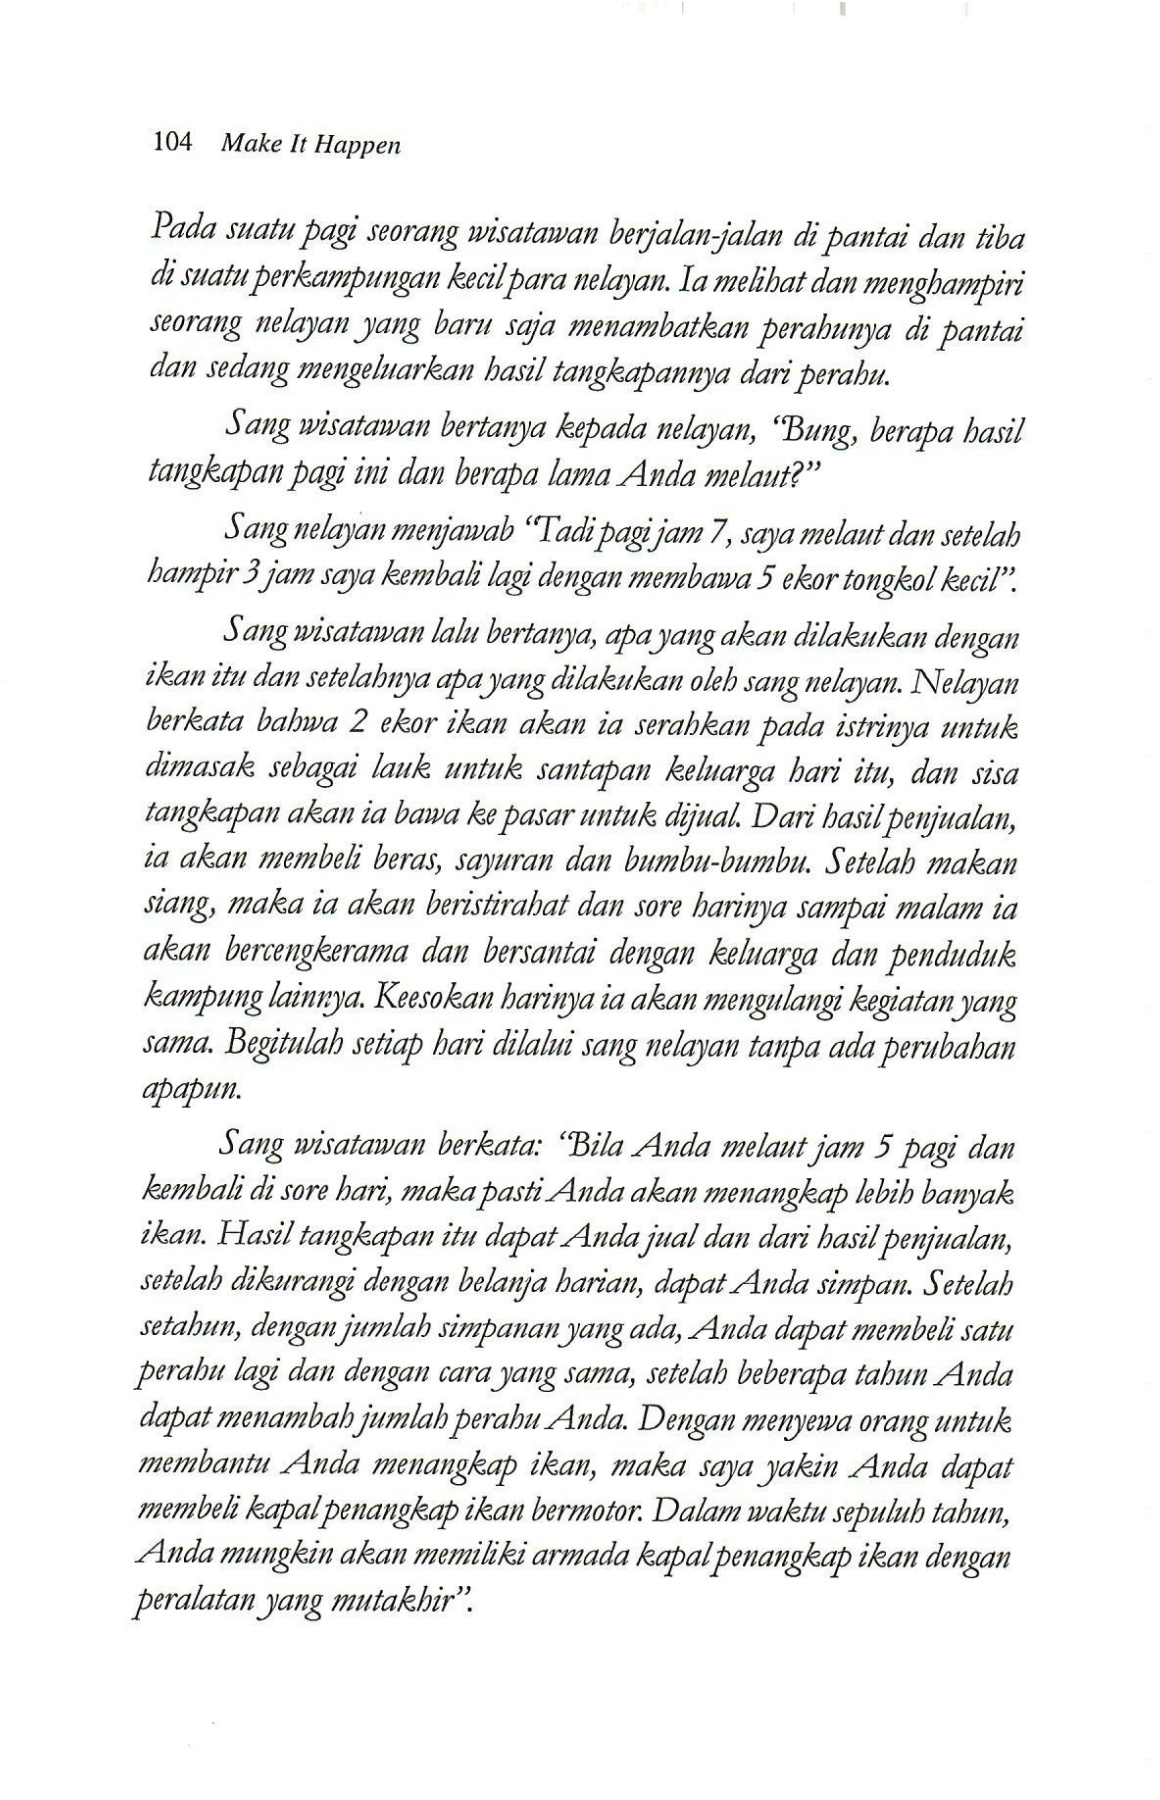 104 Make It Happen
Pada suatu pagi seorang wisatawan berjalan-jalan di pantai dan tiba
di suatu perkampungan kecil para nelayan. Ia melihat dan menghampiri
seorang nelayan yang baru saja menambatkan perahunya di pantai
dan sedang mengeluarkan hasil tangkapannya dari perahu.
Sang wisatawan bertanya kepada nelayan, “Bung, berapa hasil
tangkapan pagi ini dan berapa lama Anda melaut?”
Sang nelayan menjawab “Tadi pagi jam 7, saya melaut dan setelah
hampir 3 jam saya kembali lagi dengan membawa 5 ekor tongkol kecil”.
Sang wisatawan lalu bertanya, apa yang akan dilakukan dengan
ikan itu dan setelahnya apa yang dilakukan oleh sang nelayan. Nelayan
berkata bahwa 2 ekor ikan akan ia serahkan pada istrinya untuk
dimasak sebagai lauk untuk santapan keluarga hari itu, dan sisa
tangkapan akan ia bawa ke pasar untuk dijual. Dari hasil penjualan,
ia akan membeli beras, sayuran dan bumbu-bumbu. Setelah makan
siang, maka ia akan beristirahat dan sore harinya sampai malam ia
akan bercengkerama dan bersantai dengan keluarga dan penduduk
kampung lainnya. Keesokan harinya ia akan mengulangi kegiatan yang
sama. Begitulah setiap hari dilalui sang nelayan tanpa ada perubahan
apapun.
Sang wisatawan berkata: “Bila Anda melaut jam 5 pagi dan
kembali di sore hari, maka pasti Anda akan menangkap lebih banyak
ikan. Hasil tangkapan itu dapat Anda jual dan dari hasil penjualan,
setelah dikurangi dengan belanja harian, dapat Anda simpan. Setelah
setahun, dengan jumlah simpanan yang ada, Anda dapat membeli satu
perahu lagi dan dengan cara yang sama, setelah beberapa tahun Anda
dapat menambah jumlah perahu Anda. Dengan menyewa orang untuk
membantu Anda menangkap ikan, maka saya yakin Anda dapat
membeli kapal penangkap ikan bermotor. Dalam waktu sepuluh tahun,
Anda mungkin akan memiliki armada kapal penangkap ikan dengan
peralatan yang mutakhir”.